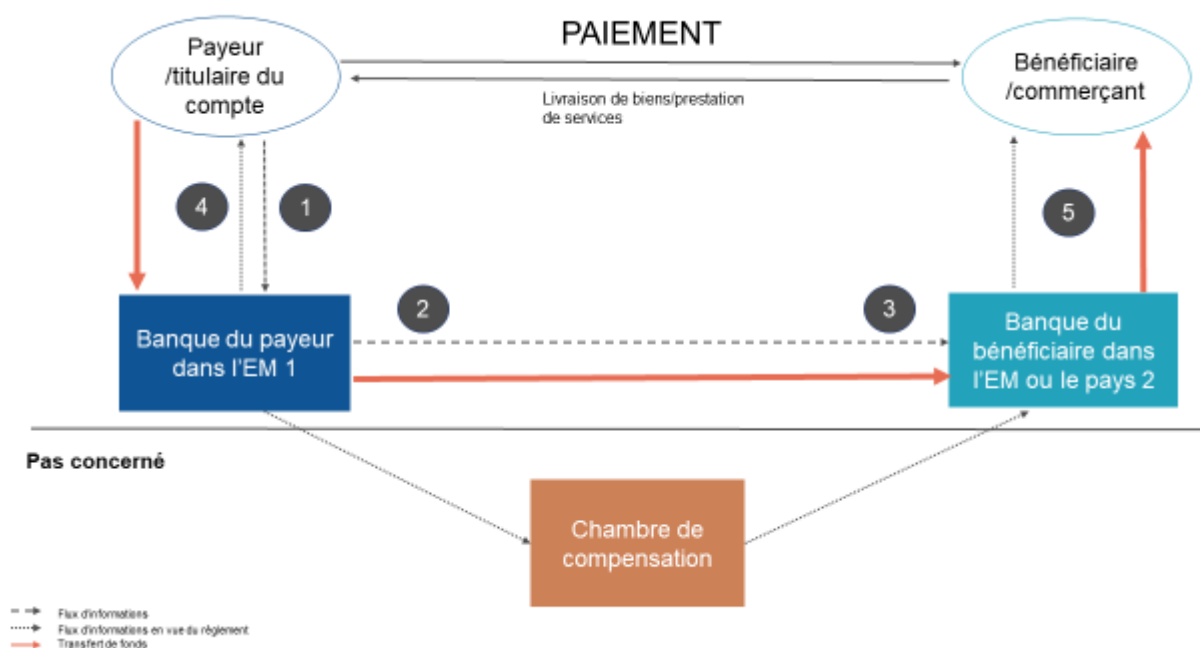 Payeur
/titulaire du
compte
PAIEMENT
Livraison de biens/prestation
de services
Bénéficiaire
/commerçant
4
1
5
2
3
Banque du payeur
dans l'EM 1
Banque du
bénéficiaire dans
l'EM ou le pays 2
Pas concerné
Chambre de
compensation
Flux d'informations
Flux d'informations en vue du règlement
Transfert de fonds